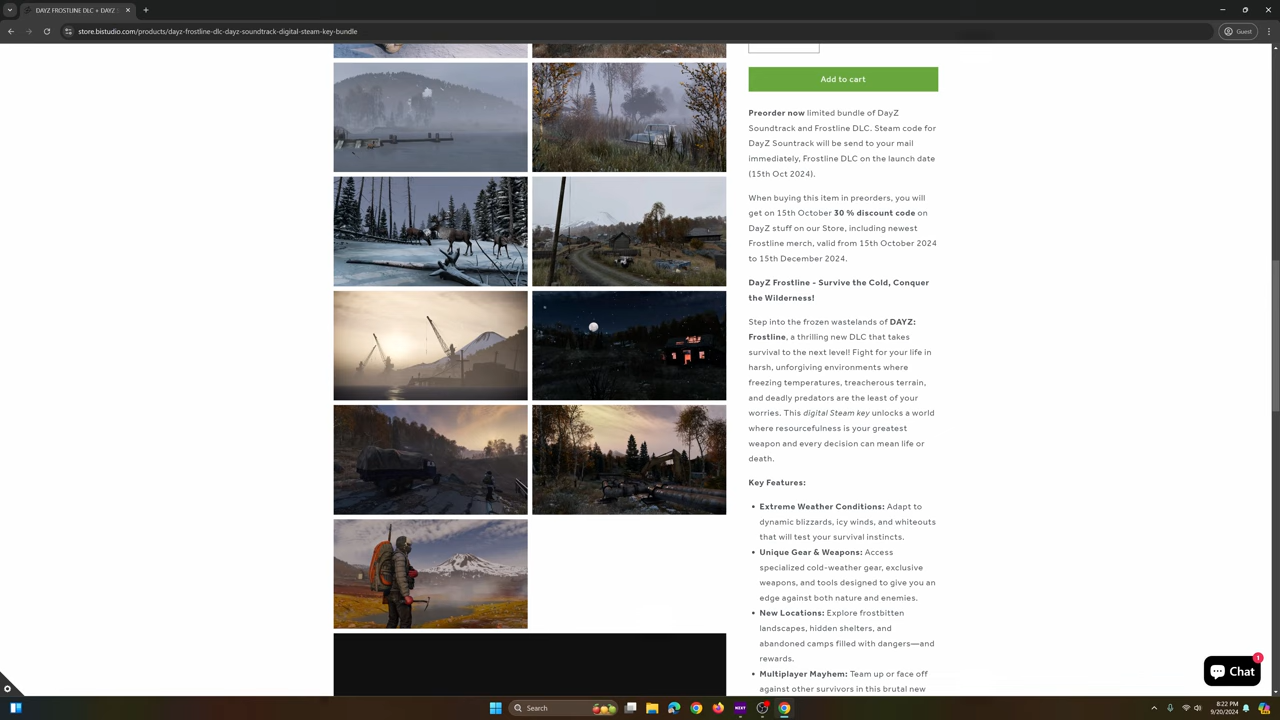 DAYZ FROSTLINE DLC + DAYZ S
store.bistudio.com/products/dayz-frostline-dlc-dayz-soundtrack-digital-steam-key-bundle
Guest
Add to cart
Preorder now limited bundle of DayZ
Soundtrack and Frostline DLC. Steam code for
DayZ Sountrack will be send to your mail
immediately, Frostline DLC on the launch date
(15th Oct 2024).
When buying this item in preorders, you will
get on 15th October 30 % discount code on
DayZ stuff on our Store, including newest
Frostline merch, valid from 15th October 2024
to 15th December 2024.
DayZ Frostline - Survive the Cold, Conquer
the Wilderness!
Step into the frozen wastelands of DAYZ:
Frostline, a thrilling new DLC that takes
survival to the next level! Fight for your life in
harsh, unforgiving environments where
freezing temperatures, treacherous terrain,
and deadly predators are the least of your
worries. This digital Steam key unlocks a world
where resourcefulness is your greatest
weapon and every decision can mean life or
death.
Key Features:
• Extreme Weather Conditions: Adapt to
dynamic blizzards, icy winds, and whiteouts
that will test your survival instincts.
• Unique Gear & Weapons: Access
specialized cold-weather gear, exclusive
weapons, and tools designed to give you an
edge against both nature and enemies.
• New Locations: Explore frostbitten
landscapes, hidden shelters, and
abandoned camps filled with dangers—and
rewards.
• Multiplayer Mayhem: Team up or face off
against other survivors in this brutal new
Chat
1
Search
NEXT
8:22 PM
9/20/2024